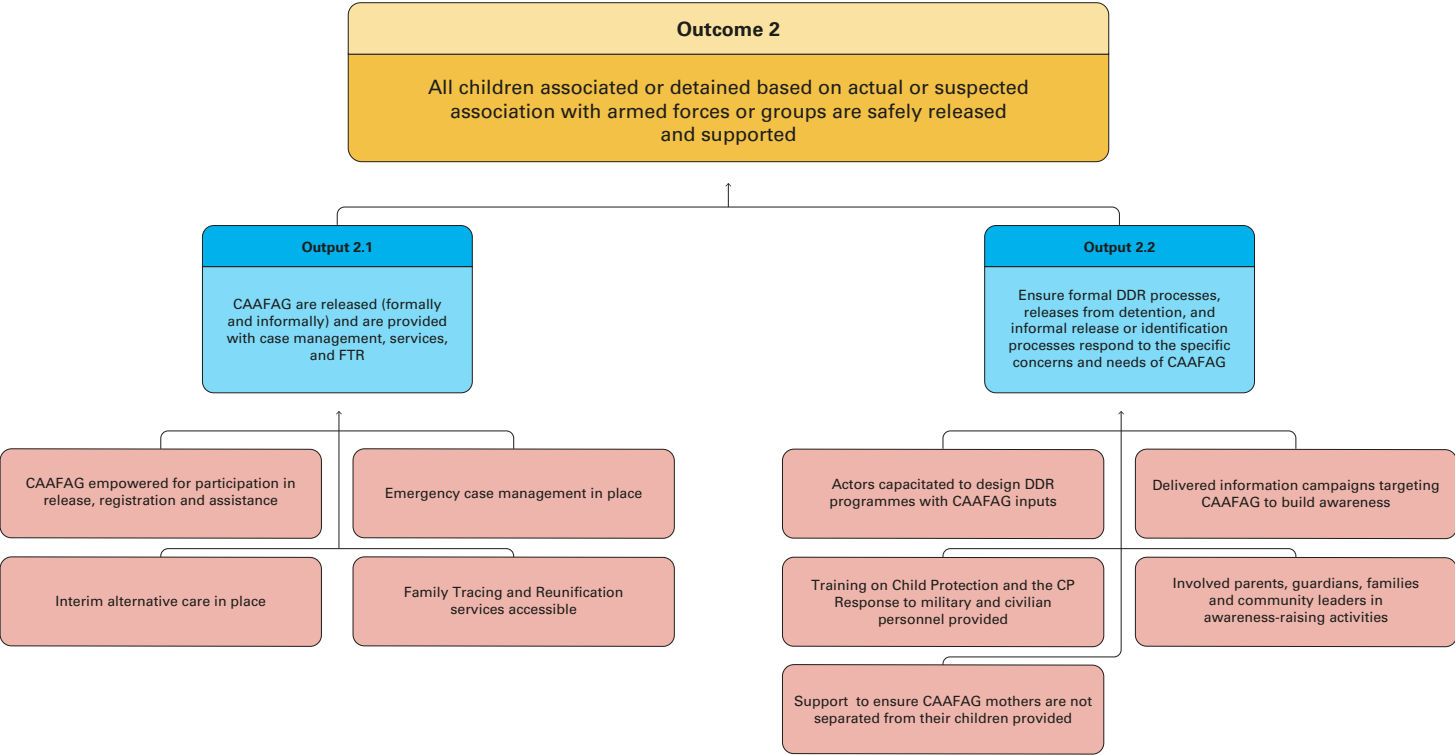 Outcome 2
All children associated or detained based on actual or suspected
association with armed forces or groups are safely released
and supported
Output 2.1
CAAFAG are released (formally
and informally) and are provided
with case management, services,
and FTR
Output 2.2
Ensure formal DDR processes,
releases from detention, and
informal release or identification
processes respond to the specific
concerns and needs of CAAFAG
CAAFAG empowered for participation in
release, registration and assistance
Emergency case management in place
Interim alternative care in place
Family Tracing and Reunification
services accessible
Actors capacitated to design DDR
programmes with CAAFAG inputs
Delivered information campaigns targeting
CAAFAG to build awareness
Training on Child Protection and the CP
Response to military and civilian
personnel provided
Involved parents, guardians, families
and community leaders in
awareness-raising activities
Support to ensure CAAFAG mothers are not
separated from their children provided